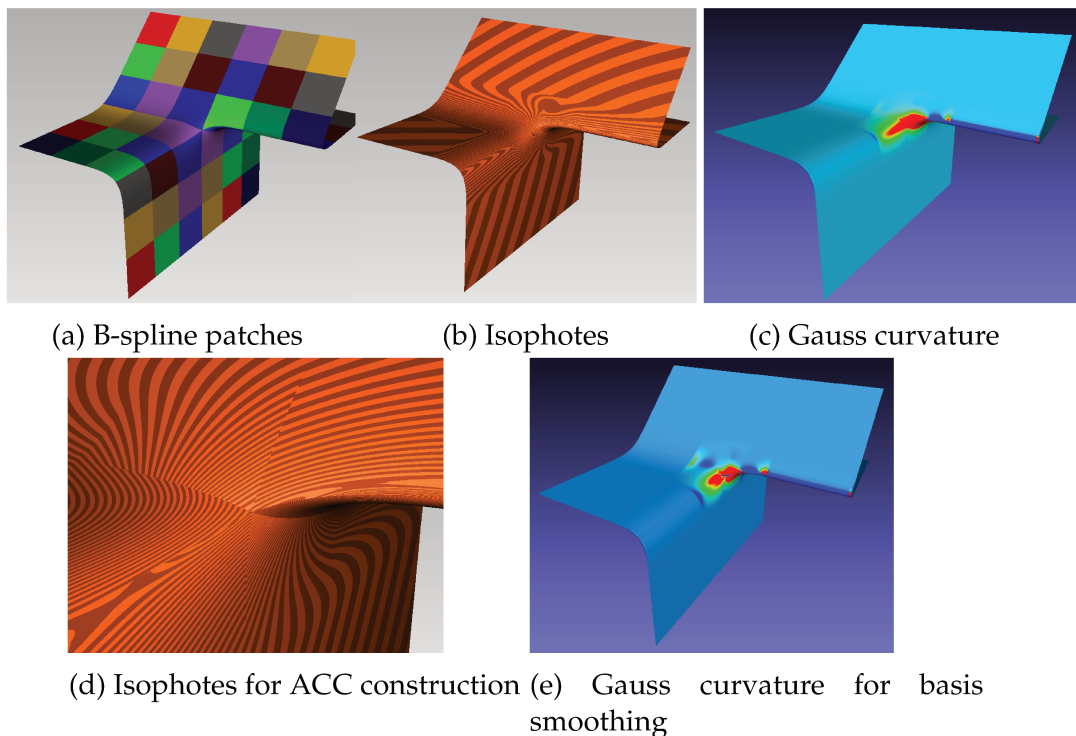 (a) B-spline patches
(b) Isophotes
(c) Gauss curvature
(d) Isophotes for ACC construction
(e) Gauss curvature for basis
smoothing